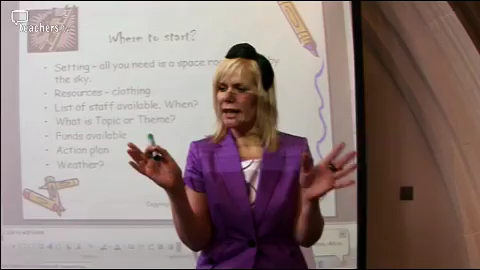 teachers
Where to start?
Setting – all you need is a space
the sky.
Resources – clothing
List of staff available, When?
What is Topic or Theme?
Funds available
Action plan
Weather?